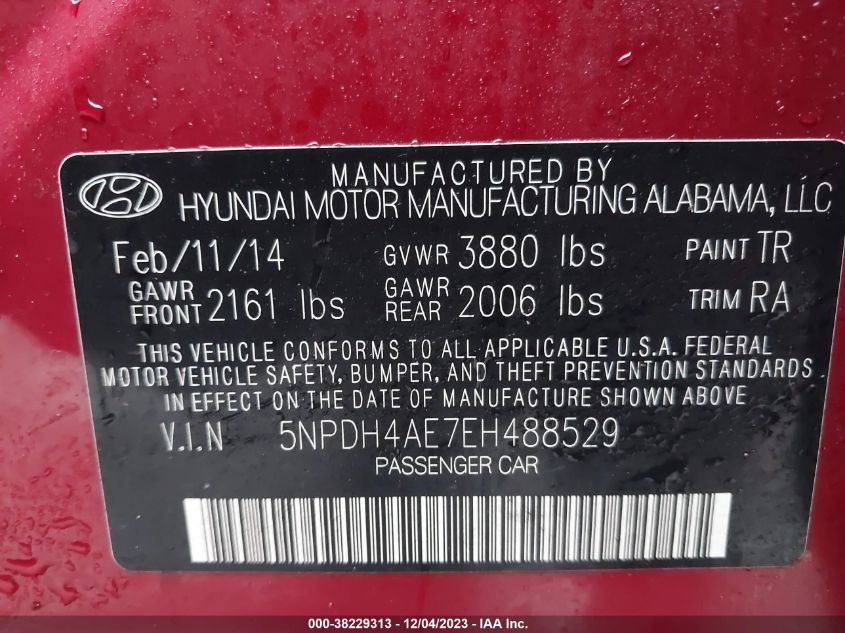 MANUFACTURED BY
HYUNDAI MOTOR MANUFACTURING ALABAMA, LLC
Feb/11/14 GVWR 3880 lbs PAINT TR
GAWR FRONT 2161 lbs GAWR REAR 2006 lbs TRIM RA
THIS VEHICLE CONFORMS TO ALL APPLICABLE U.S.A. FEDERAL
MOTOR VEHICLE SAFETY, BUMPER, AND THEFT PREVENTION STANDARDS
IN EFFECT ON THE DATE OF MANUFACTURE SHOWN ABOVE
V.I.N 5NPDH4AE7EH488529
PASSENGER CAR
000-38229313 - 12/04/2023 - IAA Inc.